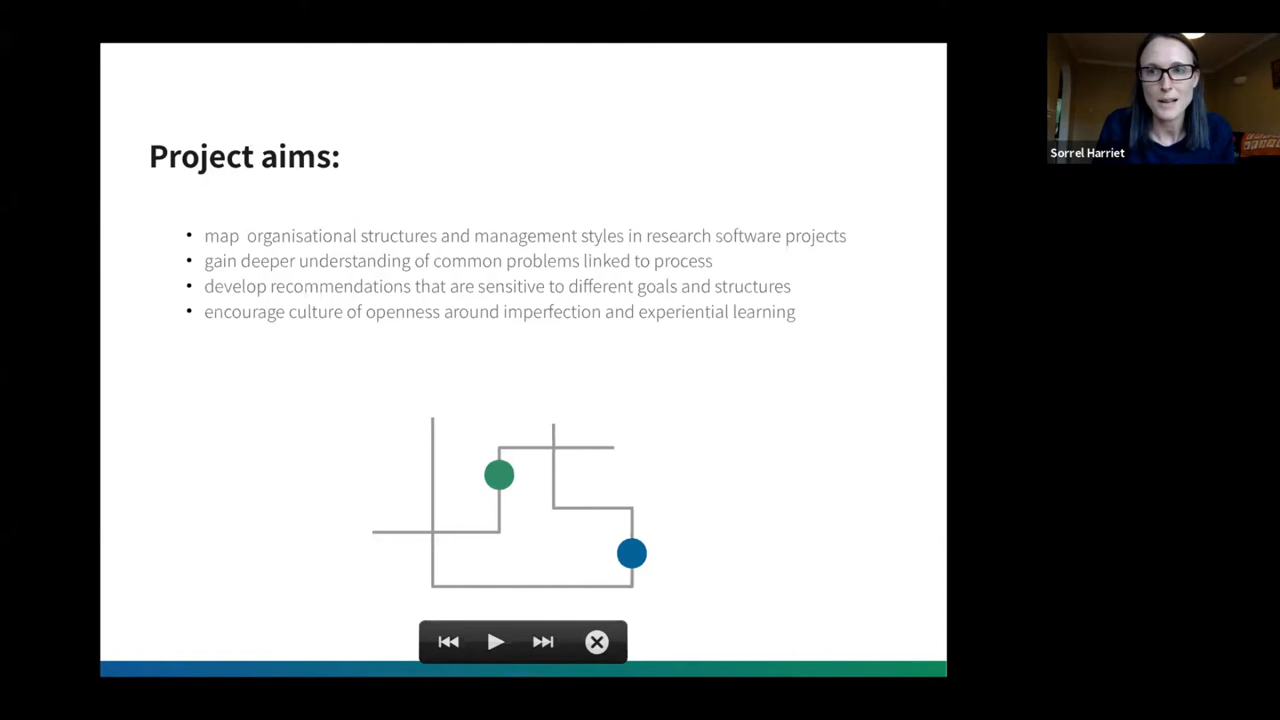 Project aims:
map organisational structures and management styles in research software projects
gain deeper understanding of common problems linked to process
develop recommendations that are sensitive to different goals and structures
encourage culture of openness around imperfection and experiential learning
Sorrel Harriet